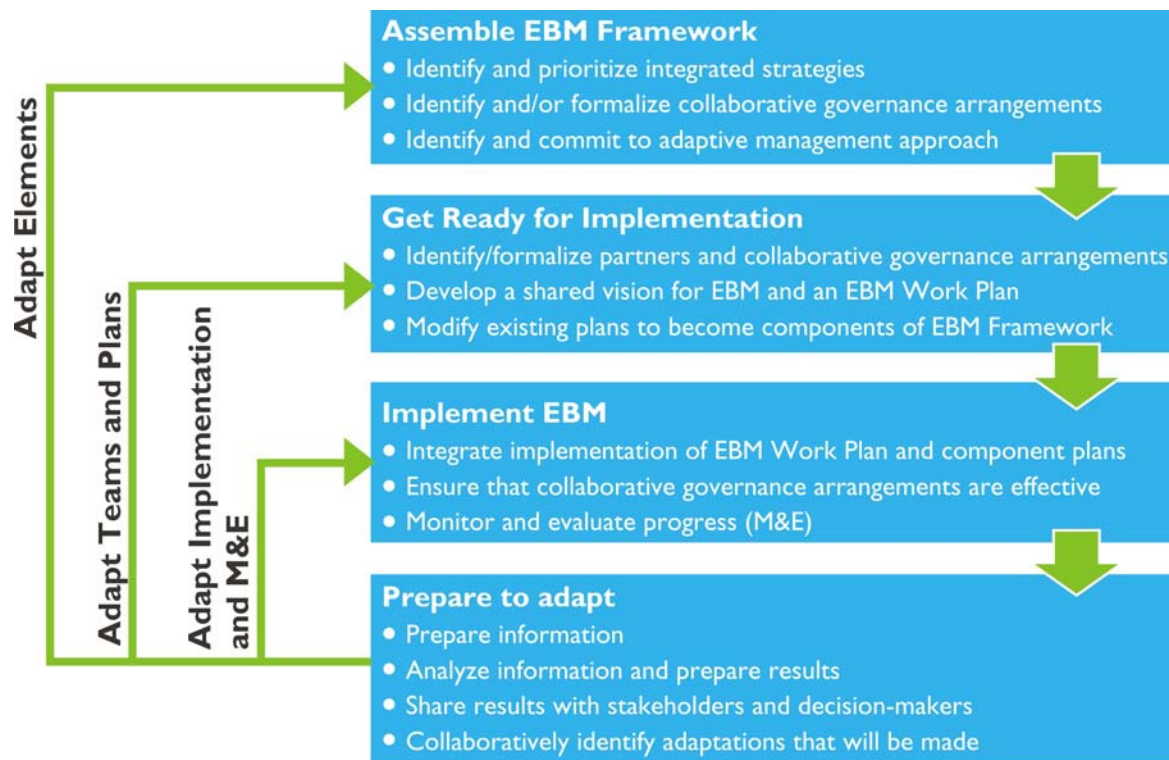 Assemble EBM Framework
• Identify and prioritize integrated strategies
• Identify and/or formalize collaborative governance arrangements
• Identify and commit to adaptive management approach
Get Ready for Implementation
• Identify/formalize partners and collaborative governance arrangements
• Develop a shared vision for EBM and an EBM Work Plan
• Modify existing plans to become components of EBM Framework
Implement EBM
• Integrate implementation of EBM Work Plan and component plans
• Ensure that collaborative governance arrangements are effective
• Monitor and evaluate progress (M&E)
Prepare to adapt
• Prepare information
• Analyze information and prepare results
• Share results with stakeholders and decision-makers
• Collaboratively identify adaptations that will be made
Adapt Elements
Adapt Teams and Plans
Adapt Implementation
and M&E